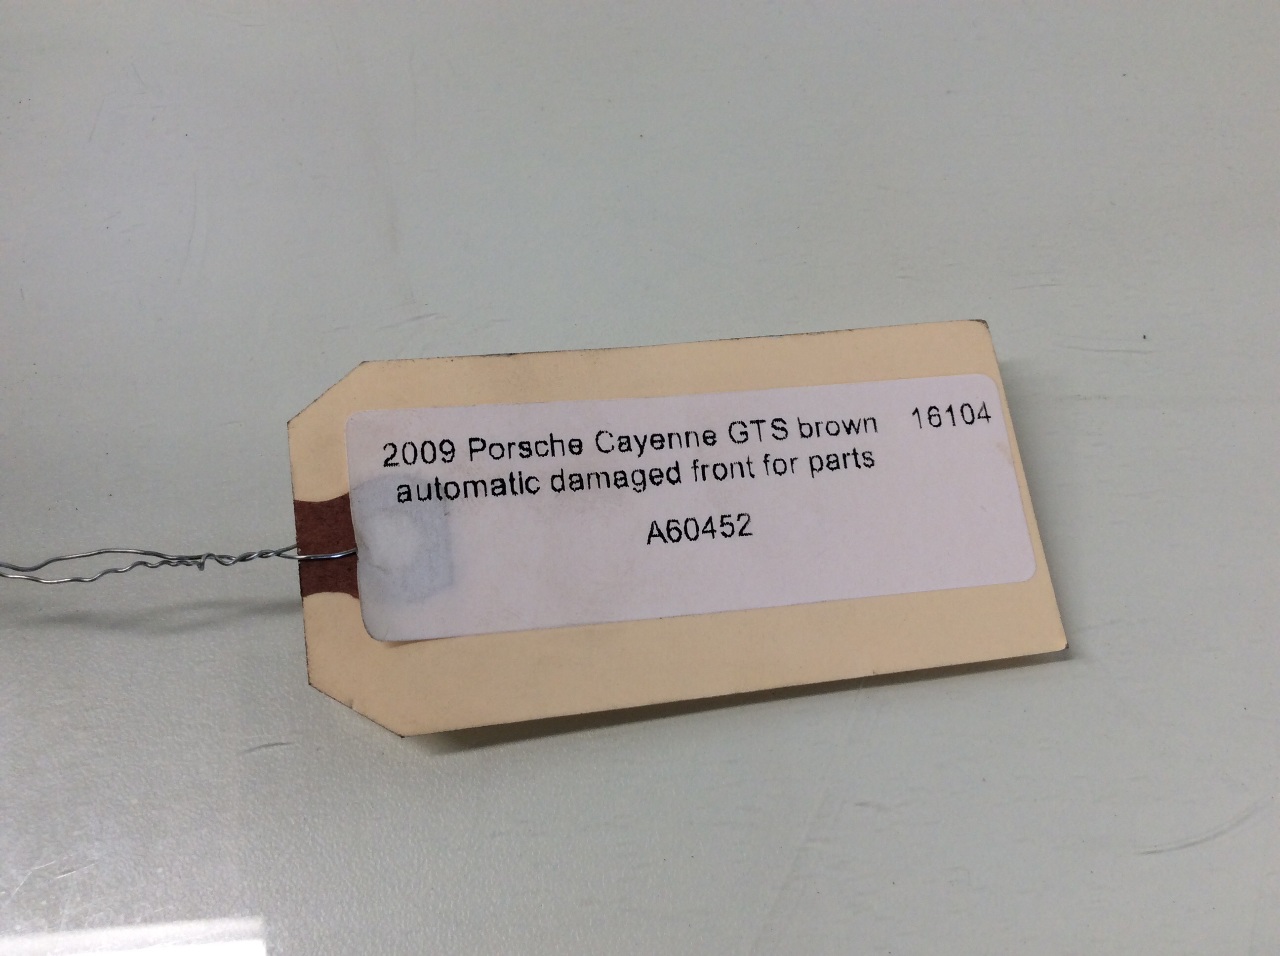 2009 Porsche Cayenne GTS brown 16104
automatic damaged front for parts
A60452